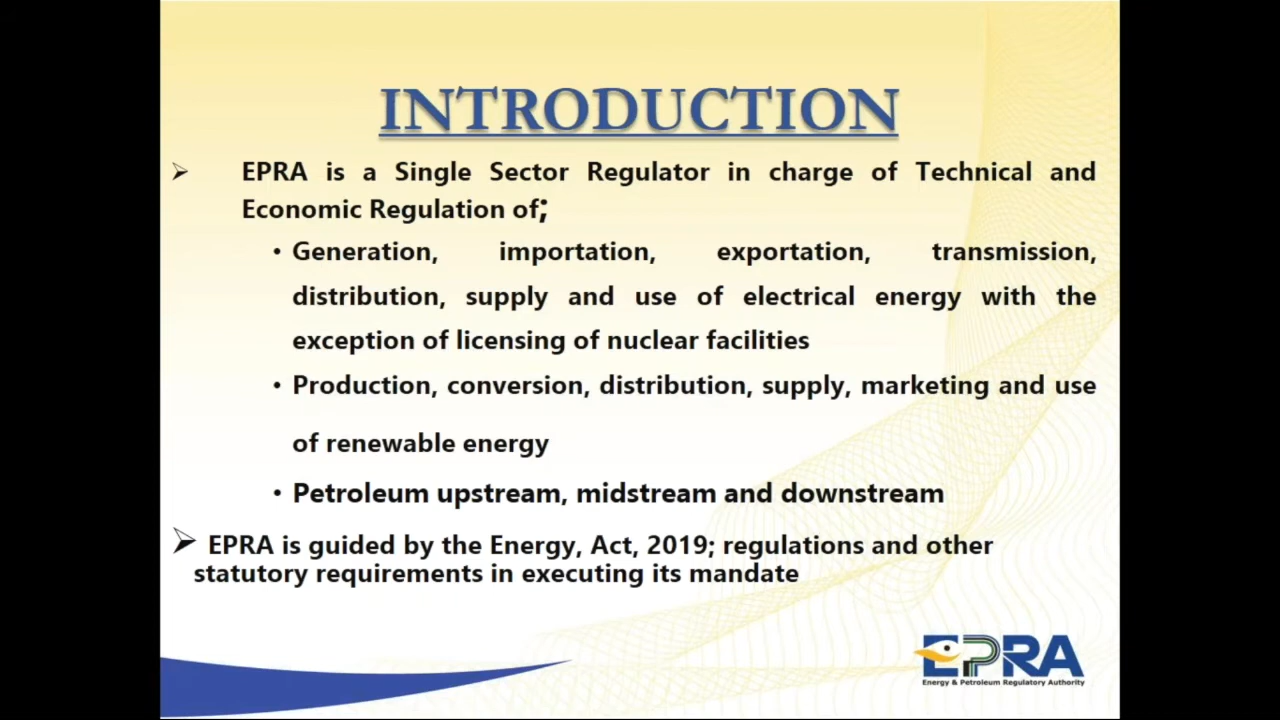 INTRODUCTION
➢ EPRA is a Single Sector Regulator in charge of Technical and
Economic Regulation of;
• Generation, importation, exportation, transmission,
distribution, supply and use of electrical energy with the
exception of licensing of nuclear facilities
• Production, conversion, distribution, supply, marketing and use
of renewable energy
• Petroleum upstream, midstream and downstream
➢ EPRA is guided by the Energy, Act, 2019; regulations and other
statutory requirements in executing its mandate
EPRA
Energy & Petroleum Regulatory Authority